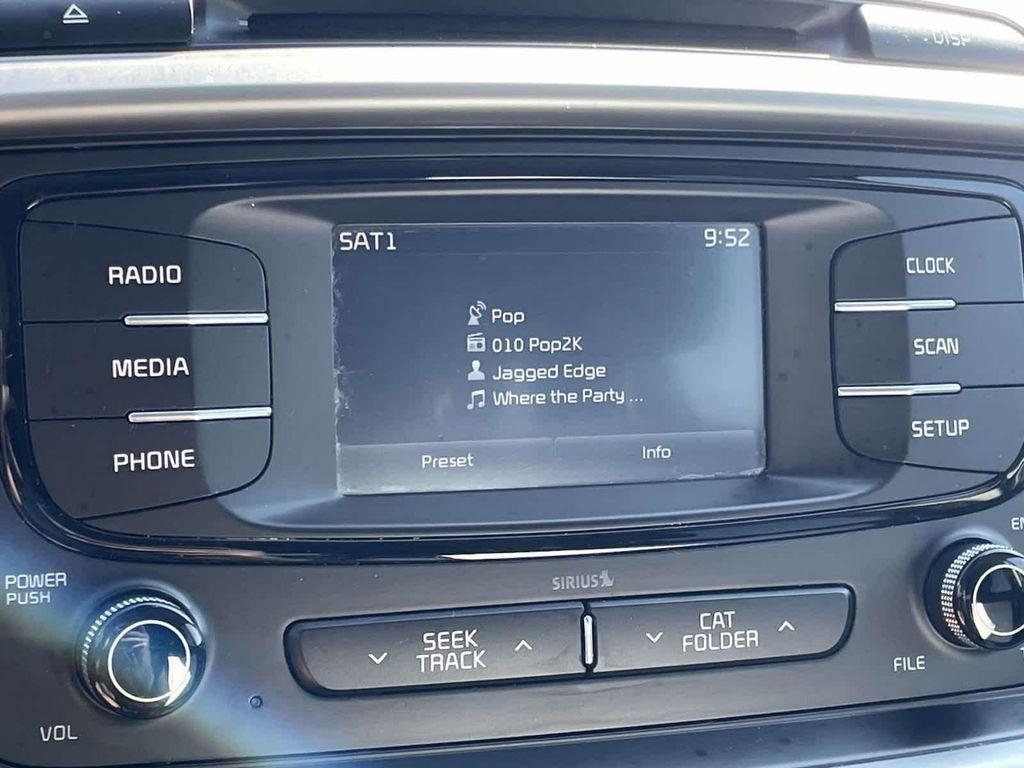 DISP
SAT1
9:52
RADIO
CLOCK
Pop
010 Pop2K
MEDIA
SCAN
Jagged Edge
Where the Party ...
PHONE
SETUP
Preset
Info
POWER
PUSH
SIRIUS
SEEK
TRACK
CAT
FOLDER
FILE
VOL